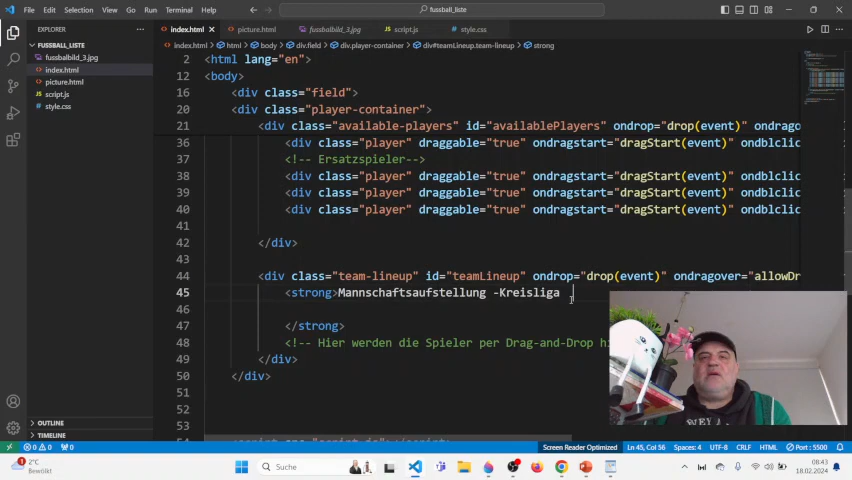 File Edit Selection View Go Run Terminal Help
fussball_liste
EXPLORER
FUSSBALL_LISTE
fussbalbild_3.jpg
index.html
picture.html
script.js
style.css
OUTLINE
TIMELINE
index.html picture.html fussbalbild_3.jpg script.js style.css
index.html > html > body > div.field > div.player-container > div#teamLineup.team-lineup > strong
2 <html lang="en">
12 <body>
16 <div class="field">
20 <div class="player-container">
21 <div class="available-players" id="availablePlayers" ondrop="drop(event)" ondrago
36 <div class="player" draggable="true" ondragstart="dragStart(event)" ondblclic
37 <!-- Ersatzspieler-->
38 <div class="player" draggable="true" ondragstart="dragStart(event)" ondblclic
39 <div class="player" draggable="true" ondragstart="dragStart(event)" ondblclic
40 <div class="player" draggable="true" ondragstart="dragStart(event)" ondblclic
41
42 </div>
43
44 <div class="team-lineup" id="teamLineup" ondrop="drop(event)" ondragover="allowDr
45 <strong>Mannschaftsaufstellung -Kreisliga
46
47 </strong>
48 <!-- Hier werden die Spieler per Drag-and-Drop hi
49 </div>
50 </div>
51
52
53
0 0 0
Screen Reader Optimized Ln 45, Col 56 Spaces: 4 UTF-8 CRLF HTML Port : 5500
2°C
Bewölkt
Suche
08:43
18.02.2024